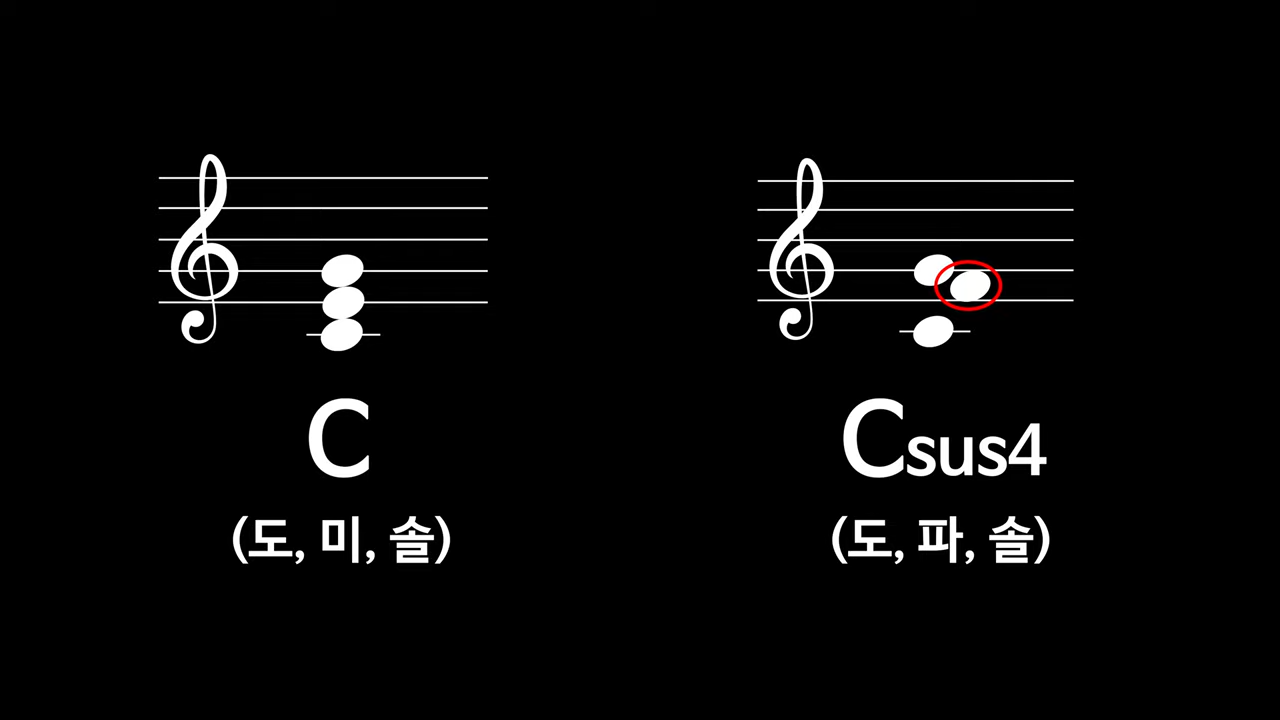 C
(도, 미, 솔)
Csus4
(도, 파, 솔)